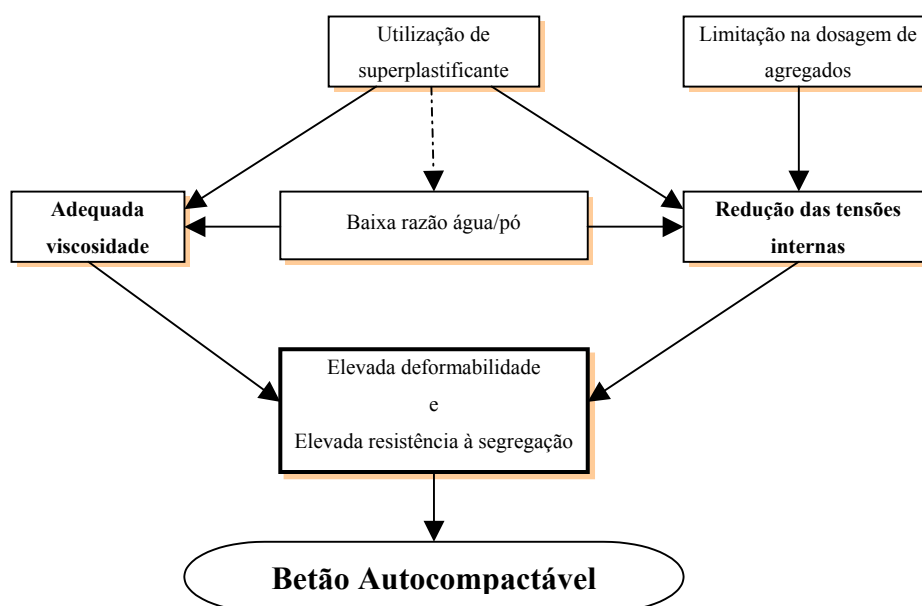 Utilização de
superplastificante
Limitação na dosagem de
agregados
Adequada
viscosidade
Baixa razão água/pó
Redução das tensões
internas
Elevada deformabilidade
e
Elevada resistência à segregação
Betão Autocompactável